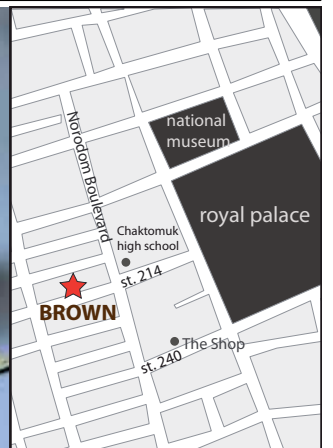 national
museum
Norodom Boulevard
royal palace
Chaktomuk
high school
st. 214
BROWN
The Shop
st. 240